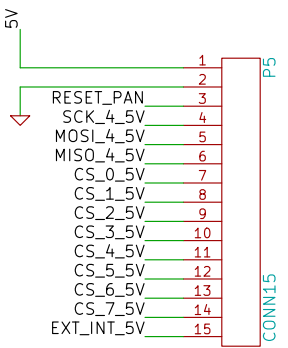 5V
1
P5
2
RESET_PAN 3
SCK_4_5V 4
MOSI_4_5V 5
MISO_4_5V 6
CS_0_5V 7
CS_1_5V 8
CS_2_5V 9
CS_3_5V 10
CS_4_5V 11
CS_5_5V 12
CS_6_5V 13
CS_7_5V 14
EXT_INT_5V 15
CONN15